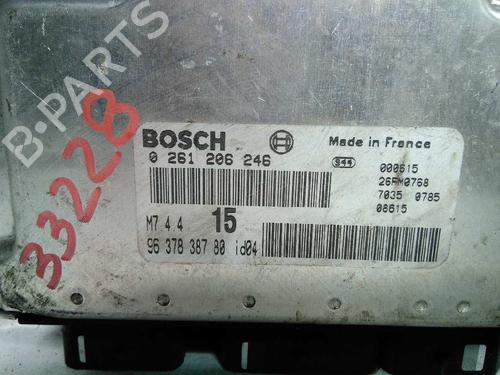 B-PARTS
33228
BOSCH
Made in France
0 261 206 246
000615
26RM0768
7035 0785
08615
M7 4 4 15
96 378 387 80 id04